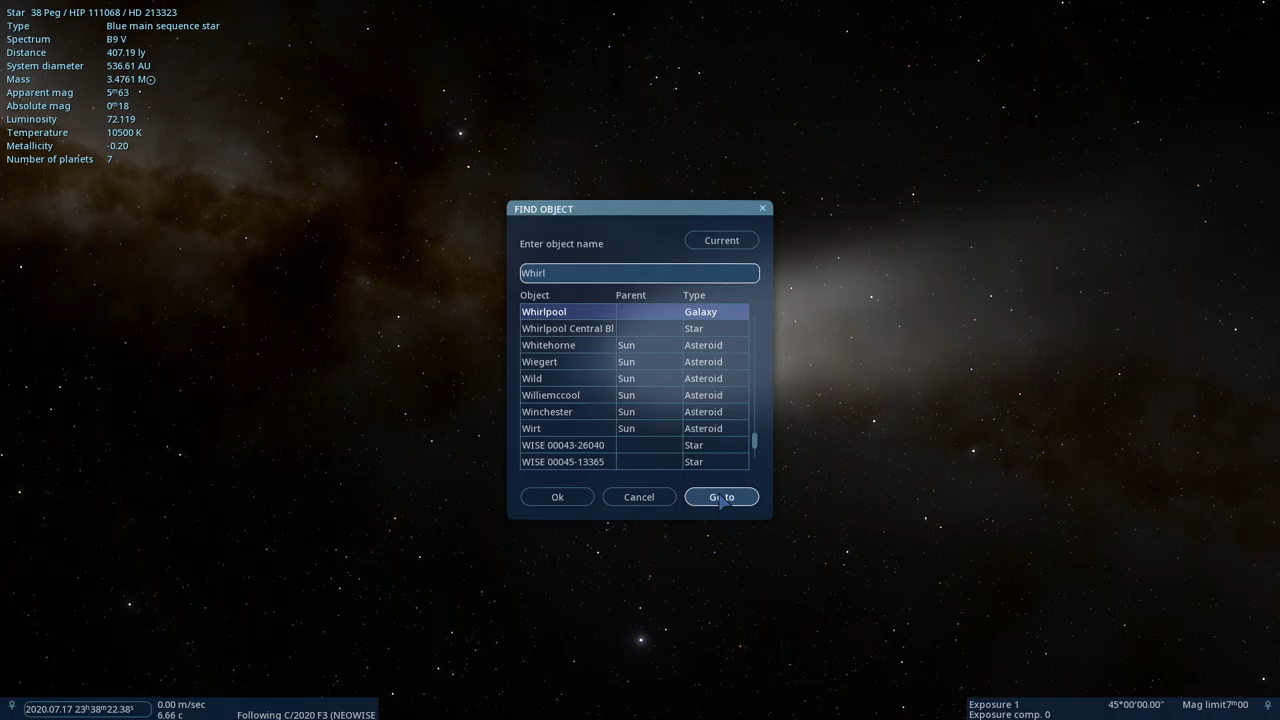 Star 38 Peg / HIP 111068 / HD 213323
Type Blue main sequence star
Spectrum B9 V
Distance 407.19 ly
System diameter 536.61 AU
Mass 3.4761 M☉
Apparent mag 5ᵐ63
Absolute mag 0ᵐ18
Luminosity 72.119
Temperature 10500 K
Metallicity -0.20
Number of planets 7
FIND OBJECT
Enter object name
Current
Whirl
Object Parent Type
Whirlpool Galaxy
Whirlpool Central Bl Star
Whitehorne Sun Asteroid
Wiegert Sun Asteroid
Wild Sun Asteroid
Williemccool Sun Asteroid
Winchester Sun Asteroid
Wirt Sun Asteroid
WISE 00043-26040 Star
WISE 00045-13365 Star
Ok Cancel Go to
2020.07.17 23ʰ38ᵐ22.38ˢ
0.00 m/sec
6.66 c
Following C/2020 F3 (NEOWISE
Exposure 1
Exposure comp. 0
45°00'00.00"
Mag limit 7ᵐ00